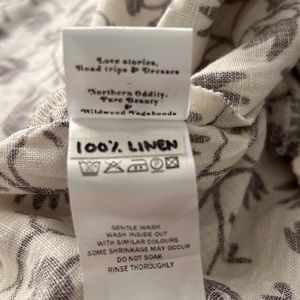 Love stories,
Road trips & Dresses
-
Northern Oddity,
Rare Beauty
&
Wildwood Vagabonds
100% LINEN
GENTLE WASH
WASH INSIDE OUT
WITH SIMILAR COLOURS
SOME SHRINKAGE MAY OCCUR
DO NOT SOAK
RINSE THOROUGHLY